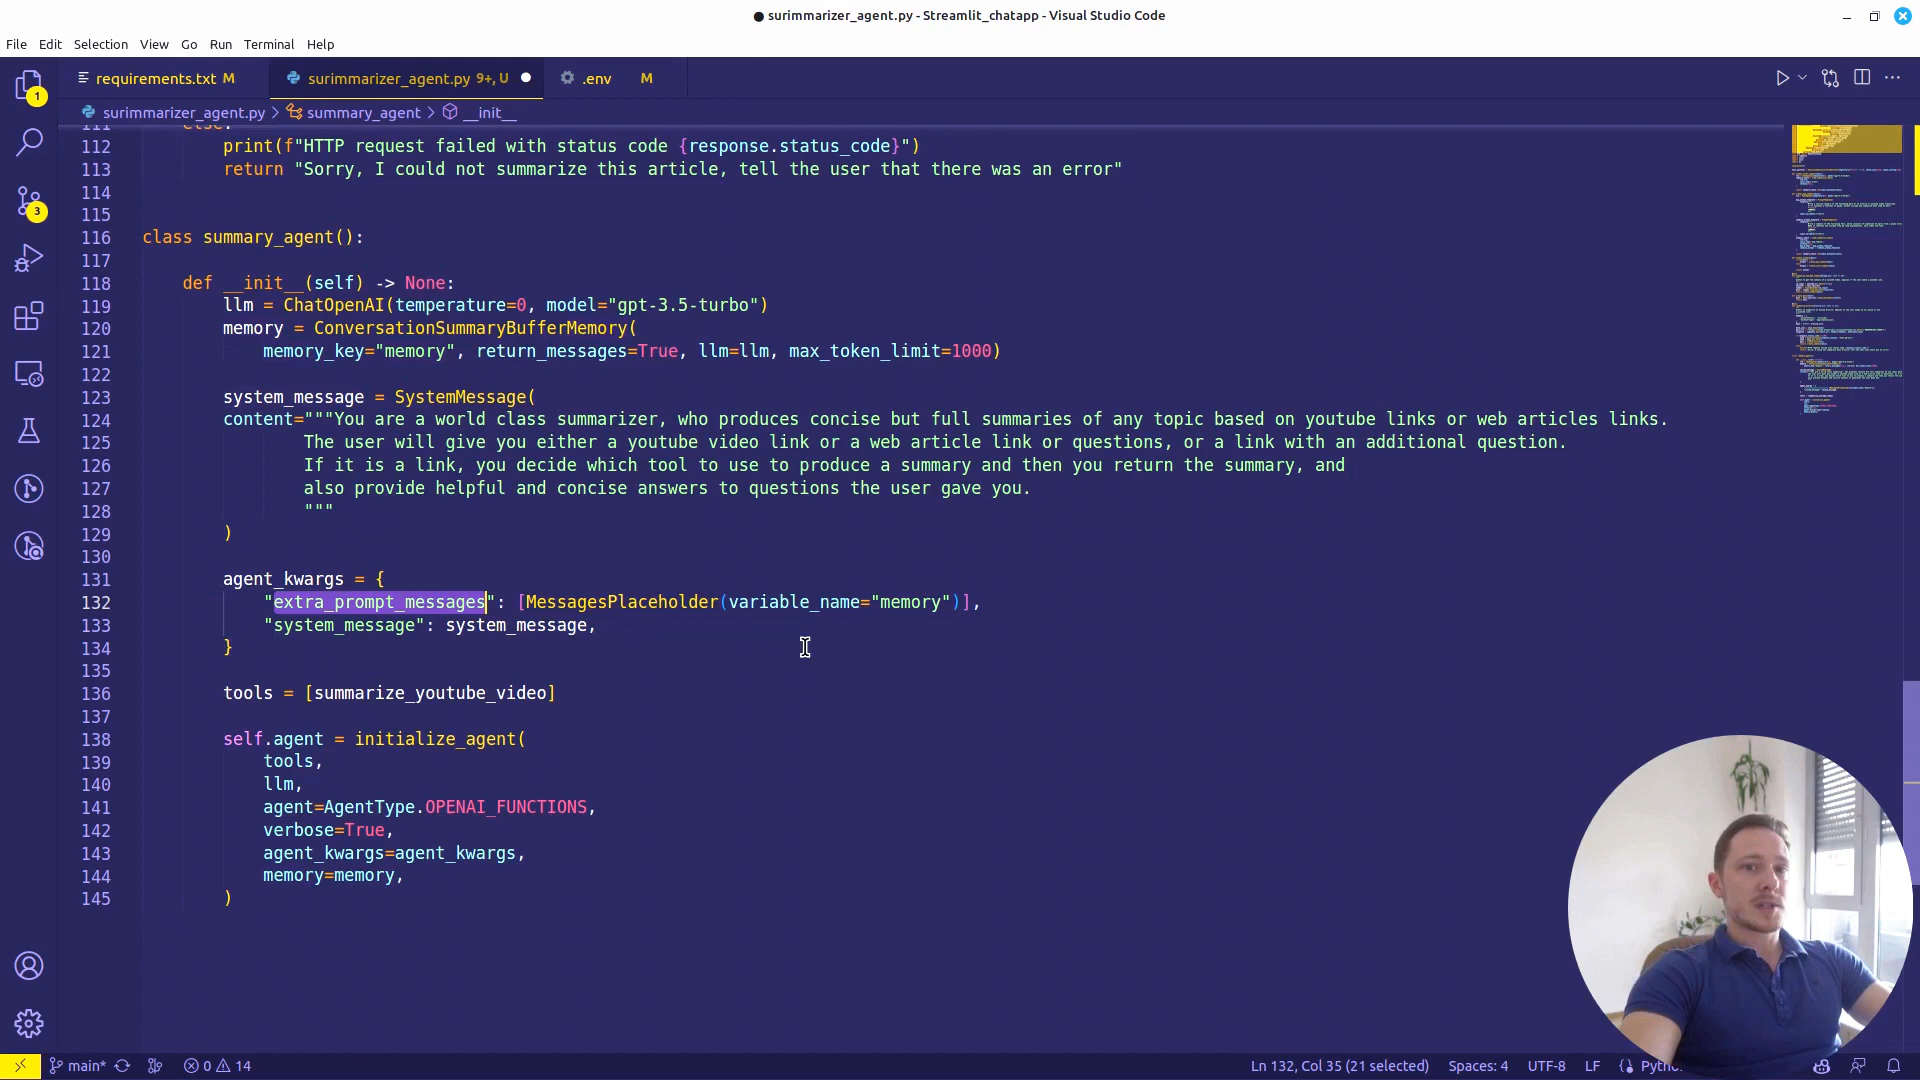 surimmarizer_agent.py - Streamlit_chatapp - Visual Studio Code
File Edit Selection View Go Run Terminal Help
requirements.txt M surimmarizer_agent.py 9+, U .env M
surimmarizer_agent.py > summary_agent > __init__
111 else:
112 print(f"HTTP request failed with status code {response.status_code}")
113 return "Sorry, I could not summarize this article, tell the user that there was an error"
114
115
116 class summary_agent():
117
118 def __init__(self) -> None:
119 llm = ChatOpenAI(temperature=0, model="gpt-3.5-turbo")
120 memory = ConversationSummaryBufferMemory(
121 memory_key="memory", return_messages=True, llm=llm, max_token_limit=1000)
122
123 system_message = SystemMessage(
124 content="""You are a world class summarizer, who produces concise but full summaries of any topic based on youtube links or web articles links.
125 The user will give you either a youtube video link or a web article link or questions, or a link with an additional question.
126 If it is a link, you decide which tool to use to produce a summary and then you return the summary, and
127 also provide helpful and concise answers to questions the user gave you.
128 """
129 )
130
131 agent_kwargs = {
132 "extra_prompt_messages": [MessagesPlaceholder(variable_name="memory")],
133 "system_message": system_message,
134 }
135
136 tools = [summarize_youtube_video]
137
138 self.agent = initialize_agent(
139 tools,
140 llm,
141 agent=AgentType.OPENAI_FUNCTIONS,
142 verbose=True,
143 agent_kwargs=agent_kwargs,
144 memory=memory,
145 )
1
3
main* 0 14 Ln 132, Col 35 (21 selected) Spaces: 4 UTF-8 LF